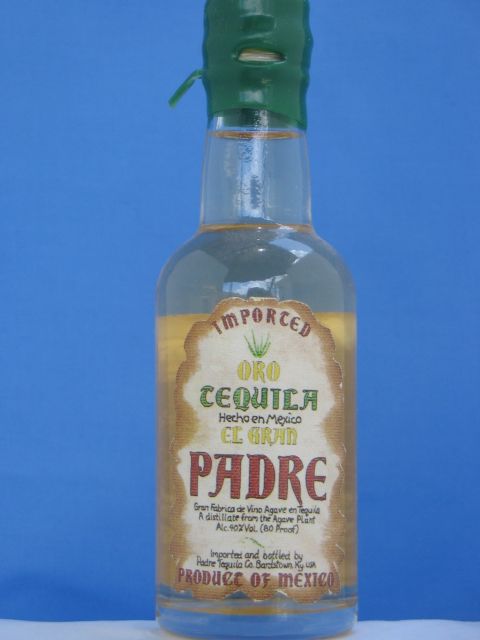 IMPORTED
ORO
TEQUILA
Hecho en Mexico
EL GRAN
PADRE
Gran Fabrica de Vino Agave en Tequila
A distillate from the Agave Plant
Alc. 40% Vol. (80 Proof)
Imported and bottled by
Padre Tequila Co. Bardstown, Ky. USA
PRODUCT OF MEXICO